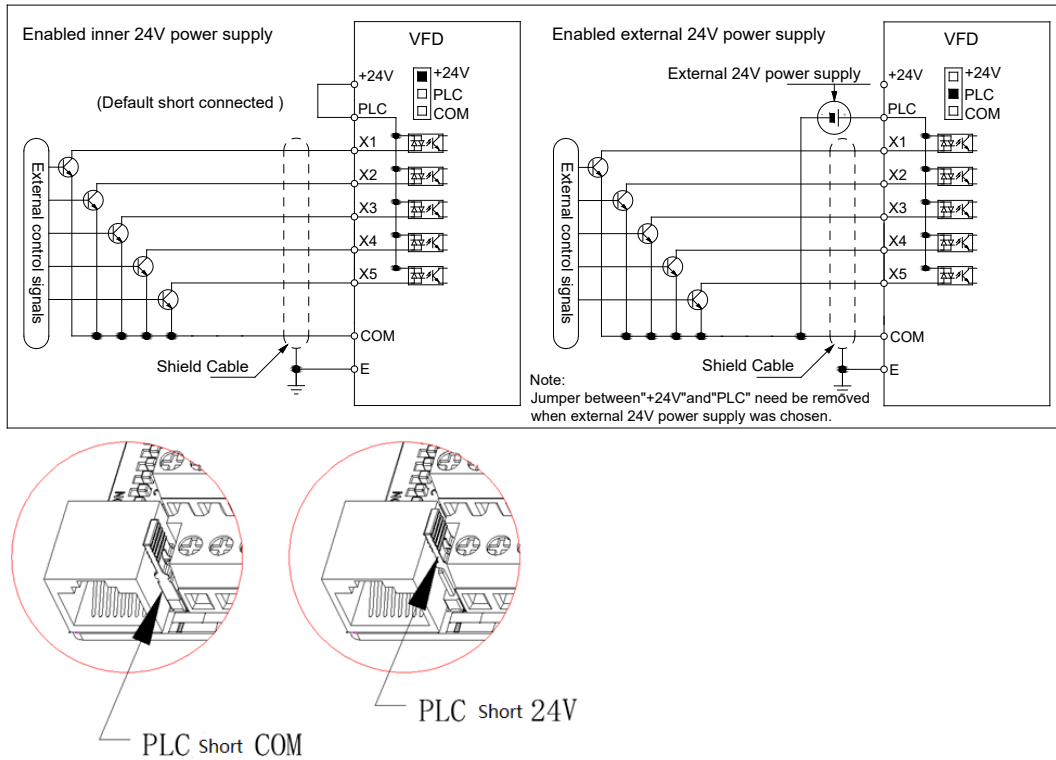 Enabled inner 24V power supply
VFD
+24V
+24V
PLC
COM
(Default short connected )
PLC
X1
X2
X3
X4
X5
External control signals
COM
Shield Cable
E
Enabled external 24V power supply
VFD
External 24V power supply
+24V
+24V
PLC
COM
PLC
X1
X2
X3
X4
X5
External control signals
COM
Shield Cable
E
Note:
Jumper between"+24V"and"PLC" need be removed
when external 24V power supply was chosen.
PLC Short COM
PLC Short 24V